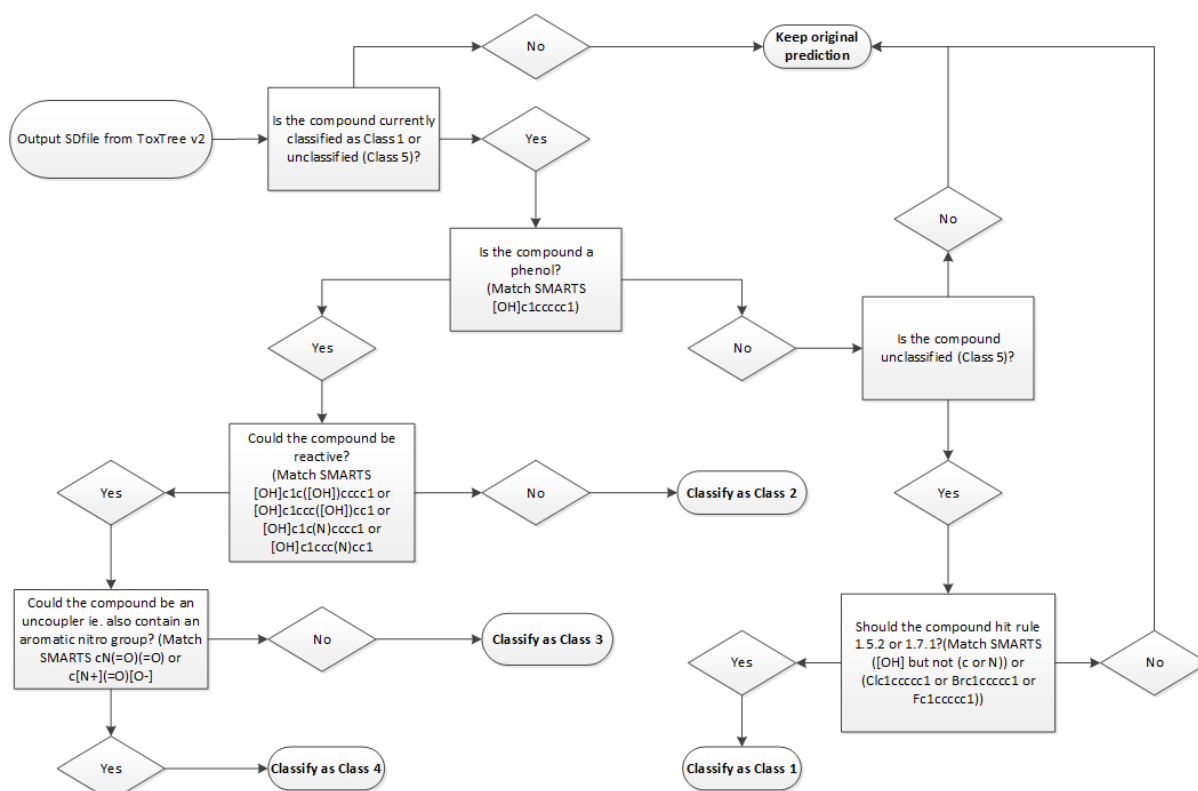 No
Keep original
prediction
Output SDfile from ToxTree v2
Is the compound currently
classified as Class 1 or
unclassified (Class 5)?
Yes
No
Is the compound a
phenol?
(Match SMARTS
[OH]c1ccccc1)
Yes
No
Is the compound
unclassified (Class 5)?
Could the compound be
reactive?
(Match SMARTS
[OH]c1c([OH])cccc1 or
[OH]c1ccc([OH])cc1 or
[OH]c1c(N)cccc1 or
[OH]c1ccc(N)cc1
Yes
No
Classify as Class 2
Yes
Could the compound be an
uncoupler ie. also contain an
aromatic nitro group? (Match
SMARTS cN(=O)(=O) or
c[N+](=O)[O-]
No
Classify as Class 3
Should the compound hit rule
1.5.2 or 1.7.1?(Match SMARTS
([OH] but not (c or N)) or
(Clc1ccccc1 or Brc1ccccc1 or
Fc1ccccc1))
Yes
No
Yes
Classify as Class 4
Classify as Class 1